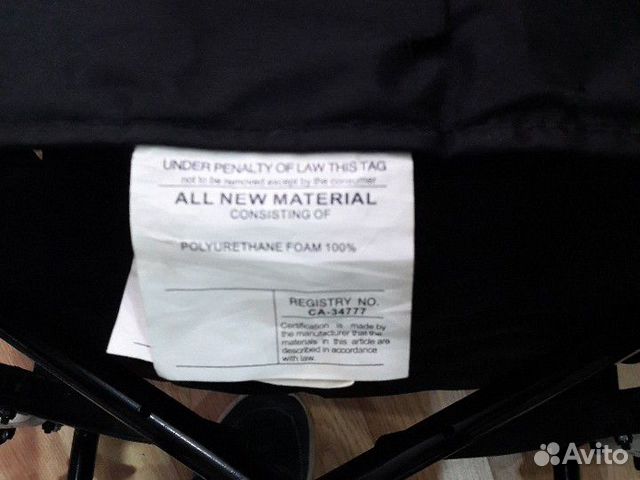 UNDER PENALTY OF LAW THIS TAG
not to be removed except by the consumer
ALL NEW MATERIAL
CONSISTING OF
POLYURETHANE FOAM 100%
REGISTRY NO.
CA-34777
Certification is made by
the manufacturer that the
materials in this article are
described in accordance
with law.
Avito